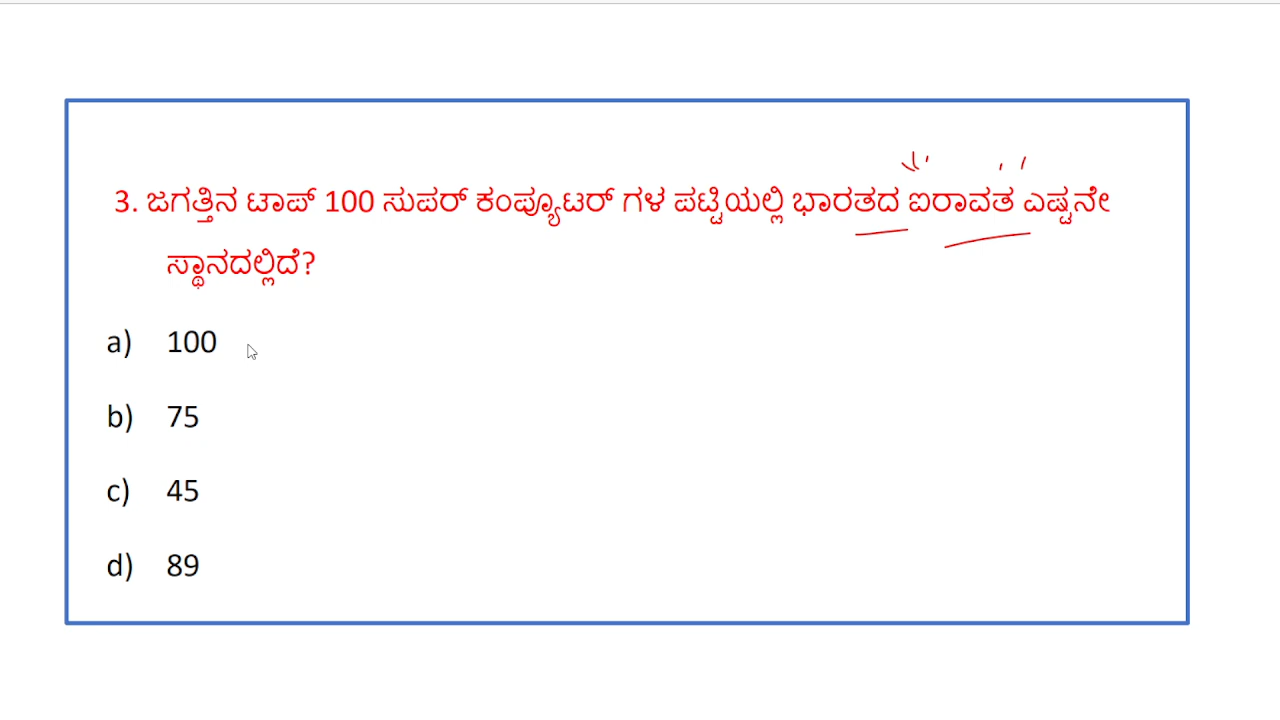 3. ಜಗತ್ತಿನ ಟಾಪ್ 100 ಸುಪರ್ ಕಂಪ್ಯೂಟರ್ ಗಳ ಪಟ್ಟಿಯಲ್ಲಿ ಭಾರತದ ಐರಾವತ ಎಷ್ಟನೇ
ಸ್ಥಾನದಲ್ಲಿದೆ?
a) 100
b) 75
c) 45
d) 89